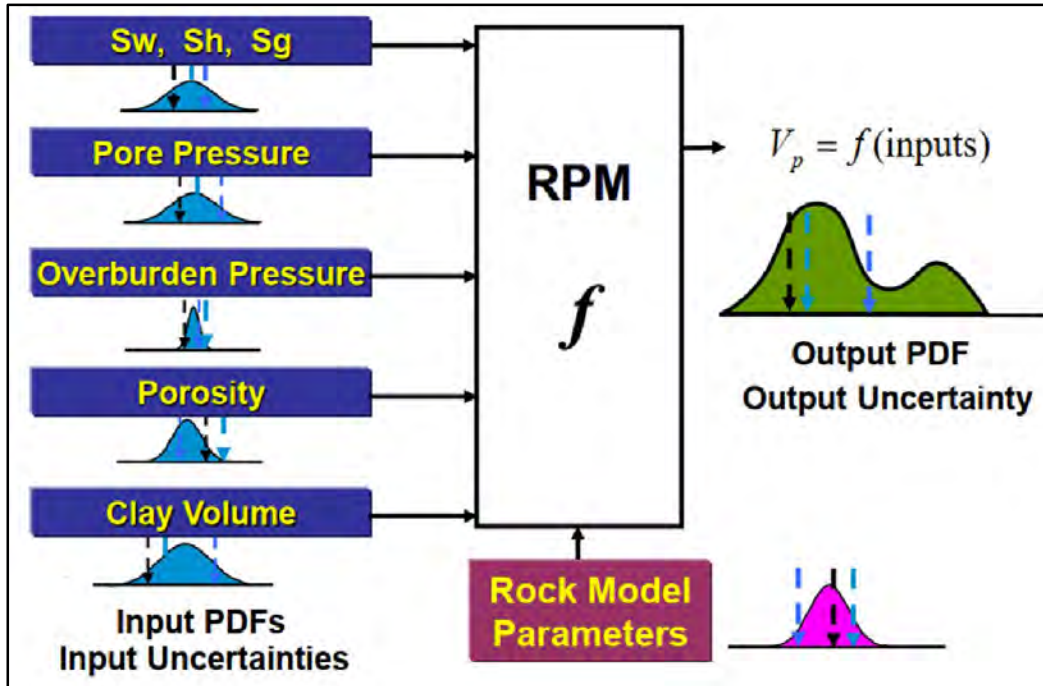 Sw, Sh, Sg
Pore Pressure
Overburden Pressure
Porosity
Clay Volume
Input PDFs
Input Uncertainties
RPM
f
Rock Model
Parameters
V_p = f(inputs)
Output PDF
Output Uncertainty